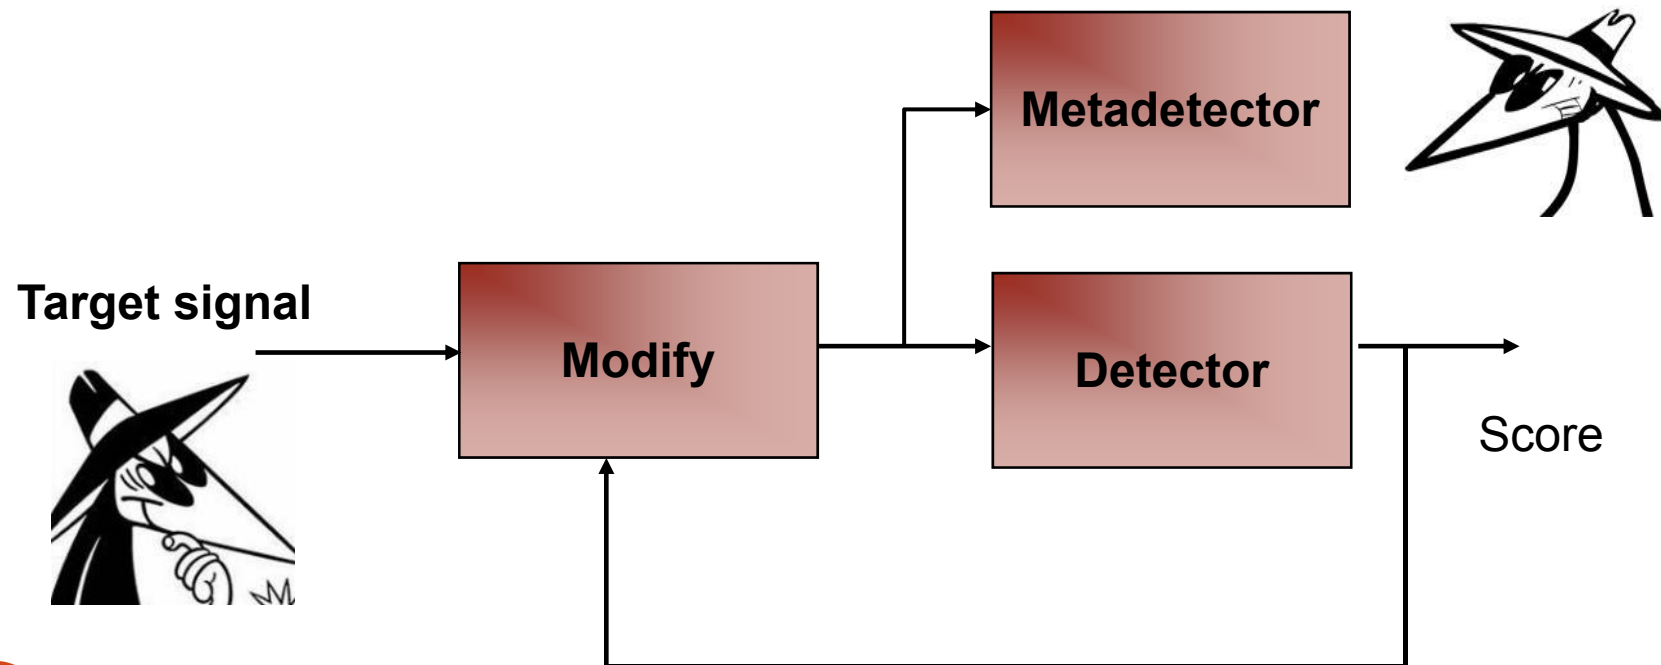 Metadetector
Target signal
Modify
Detector
Score